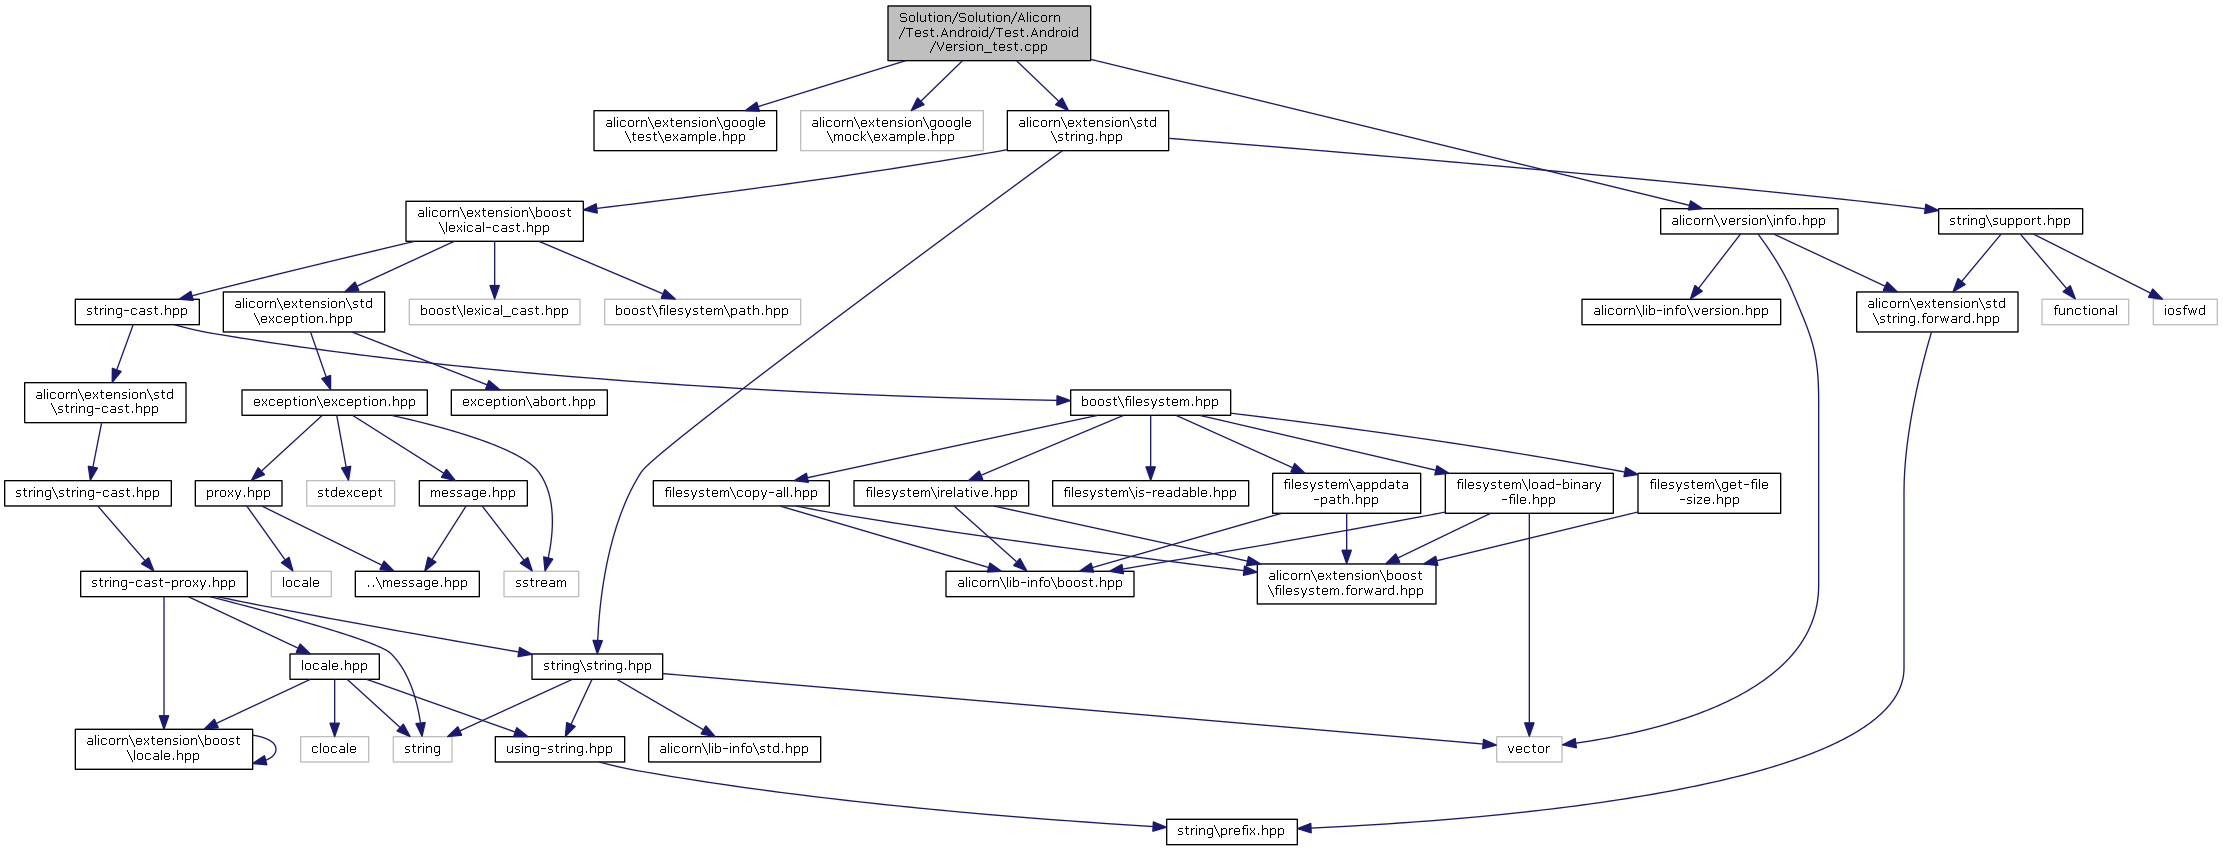 Solution/Solution/Alicorn
/Test.Android/Test.Android
/Version_test.cpp
alicorn\extension\google
\test\example.hpp
alicorn\extension\google
\mock\example.hpp
alicorn\extension\std
\string.hpp
alicorn\extension\boost
\lexical-cast.hpp
alicorn\version\info.hpp
string\support.hpp
string-cast.hpp
alicorn\extension\std
\exception.hpp
boost\lexical_cast.hpp
boost\filesystem\path.hpp
alicorn\lib-info\version.hpp
alicorn\extension\std
\string.forward.hpp
functional
iosfwd
alicorn\extension\std
\string-cast.hpp
exception\exception.hpp
exception\abort.hpp
boost\filesystem.hpp
string\string-cast.hpp
proxy.hpp
stdexcept
message.hpp
filesystem\copy-all.hpp
filesystem\irelative.hpp
filesystem\is-readable.hpp
filesystem\appdata
-path.hpp
filesystem\load-binary
-file.hpp
filesystem\get-file
-size.hpp
string-cast-proxy.hpp
locale
..\message.hpp
sstream
alicorn\lib-info\boost.hpp
alicorn\extension\boost
\filesystem.forward.hpp
locale.hpp
string\string.hpp
alicorn\extension\boost
\locale.hpp
clocale
string
using-string.hpp
alicorn\lib-info\std.hpp
vector
string\prefix.hpp